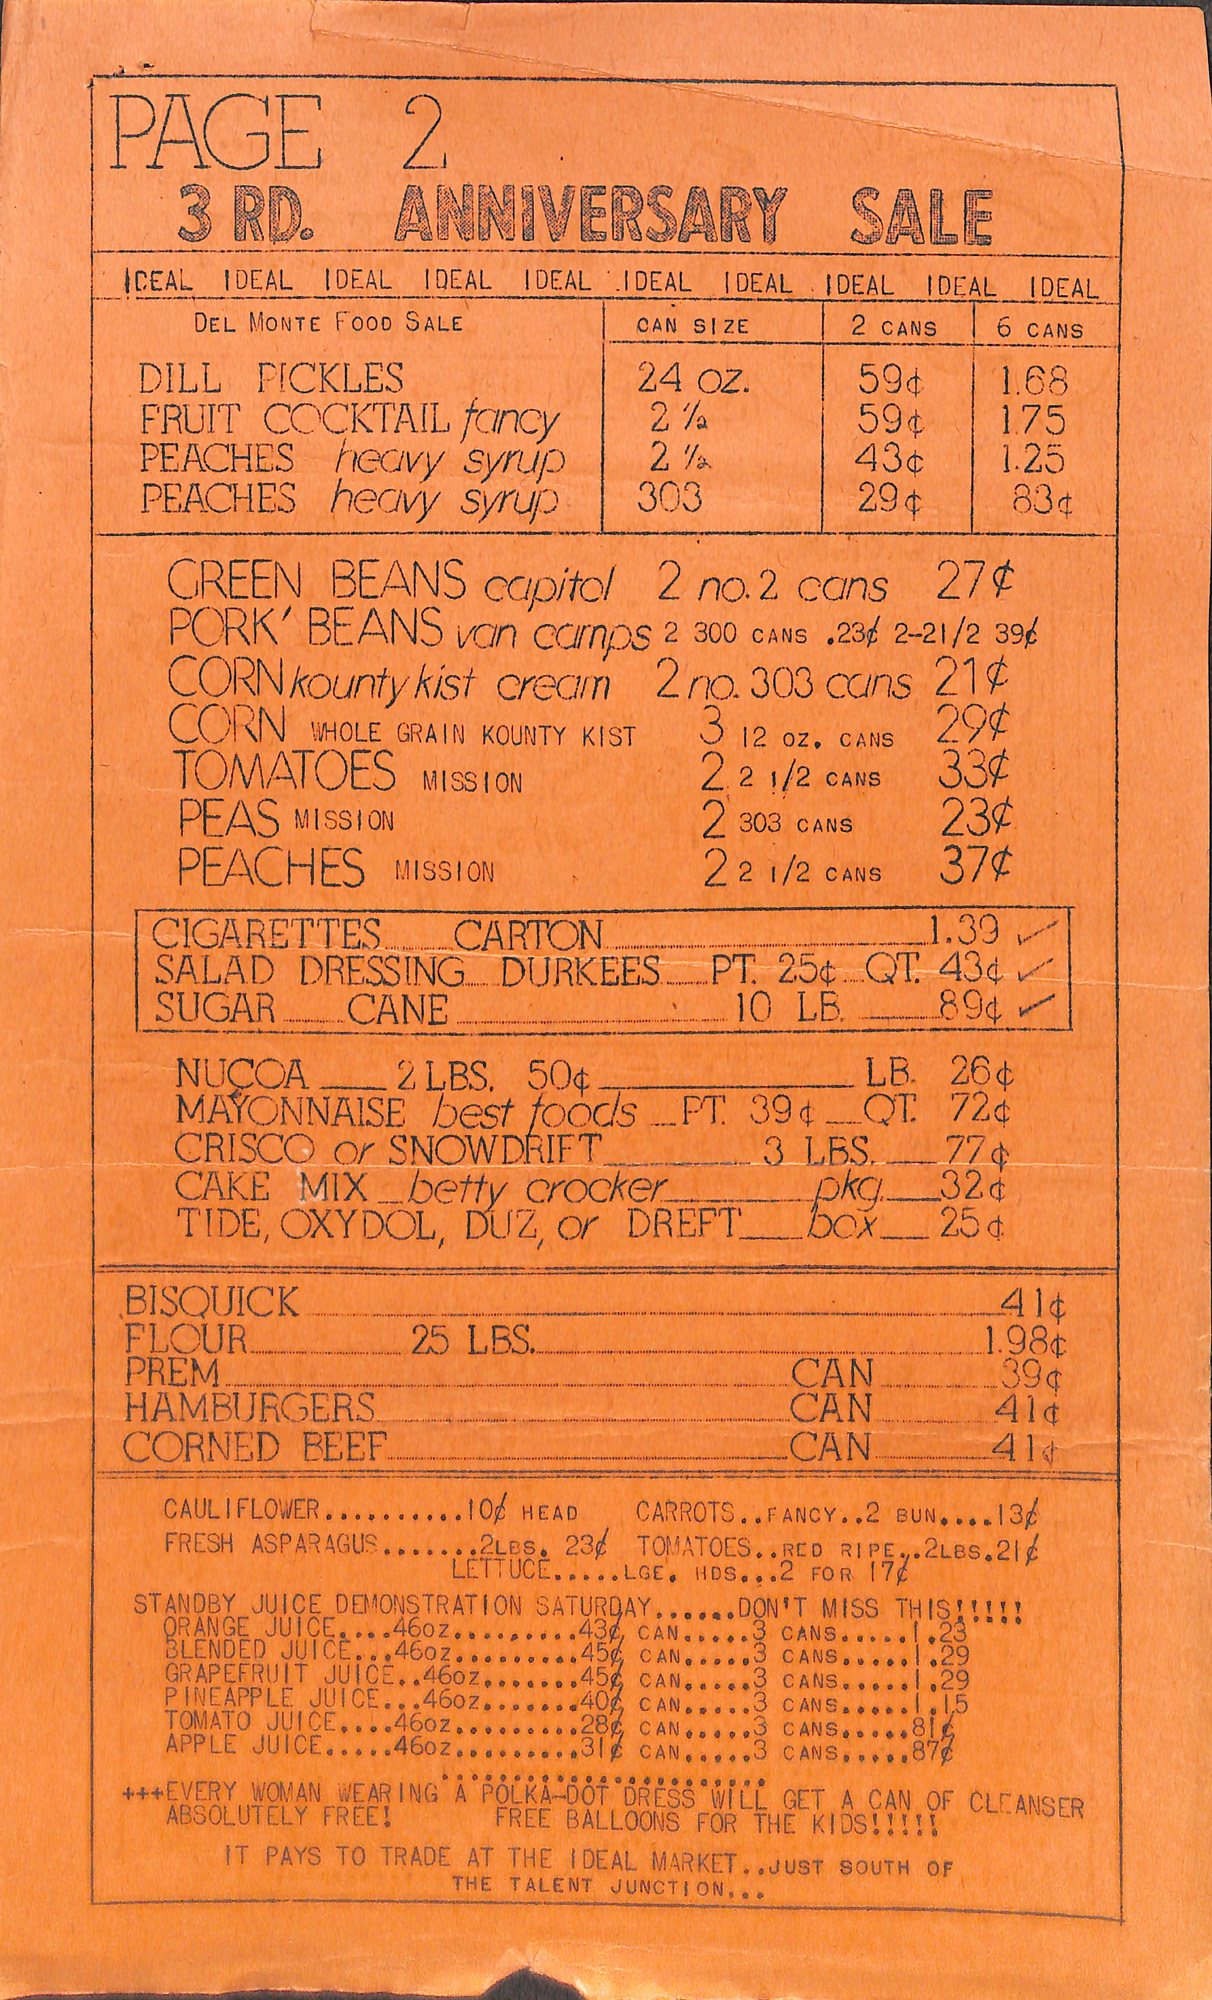 PAGE 2
3 RD. ANNIVERSARY SALE
IDEAL IDEAL IDEAL IDEAL IDEAL IDEAL IDEAL IDEAL IDEAL IDEAL
DEL MONTE FOOD SALE CAN SIZE 2 CANS 6 CANS
DILL PICKLES 24 OZ. 59¢ 1.68
FRUIT COCKTAIL fancy 2 ½ 59¢ 1.75
PEACHES heavy syrup 2 ½ 43¢ 1.25
PEACHES heavy syrup 303 29¢ 83¢
GREEN BEANS capitol 2 no. 2 cans 27¢
PORK' BEANS van camps 2 300 CANS .23¢ 2-21/2 39¢
CORN kounty kist cream 2 no. 303 cans 21¢
CORN WHOLE GRAIN KOUNTY KIST 3 12 OZ. CANS 29¢
TOMATOES MISSION 2 2 1/2 CANS 33¢
PEAS MISSION 2 303 CANS 23¢
PEACHES MISSION 2 2 1/2 CANS 37¢
CIGARETTES CARTON 1.39 ✓
SALAD DRESSING DURKEES PT. 25¢ QT. 43¢ ✓
SUGAR CANE 10 LB. 89¢ ✓
NUCOA 2 LBS. 50¢ LB. 26¢
MAYONNAISE best foods PT. 39¢ QT. 72¢
CRISCO or SNOWDRIFT 3 LBS. 77¢
CAKE MIX betty crocker pkg. 32¢
TIDE, OXYDOL, DUZ, or DREFT box 25¢
BISQUICK 41¢
FLOUR 25 LBS. 1.98¢
PREM CAN 39¢
HAMBURGERS CAN 41¢
CORNED BEEF CAN 41¢
CAULIFLOWER...........10¢ HEAD CARROTS..FANCY..2 BUN....13¢
FRESH ASPARAGUS........2LBS. 23¢ TOMATOES..RED RIPE..2LBS.21¢
LETTUCE.....LGE. HDS...2 FOR 17¢
STANDBY JUICE DEMONSTRATION SATURDAY......DON'T MISS THIS!!!!!
ORANGE JUICE....46OZ.........43¢ CAN.....3 CANS.....1.23
BLENDED JUICE...46OZ.........45¢ CAN.....3 CANS.....1.29
GRAPEFRUIT JUICE..46OZ.......45¢ CAN.....3 CANS.....1.29
PINEAPPLE JUICE...46OZ.......40¢ CAN.....3 CANS.....1.15
TOMATO JUICE....46OZ.........28¢ CAN.....3 CANS.....81¢
APPLE JUICE.....46OZ.........31¢ CAN.....3 CANS.....87¢
+++EVERY WOMAN WEARING A POLKA-DOT DRESS WILL GET A CAN OF CLEANSER
ABSOLUTELY FREE! FREE BALLOONS FOR THE KIDS!!!!!
IT PAYS TO TRADE AT THE IDEAL MARKET..JUST SOUTH OF
THE TALENT JUNCTION...